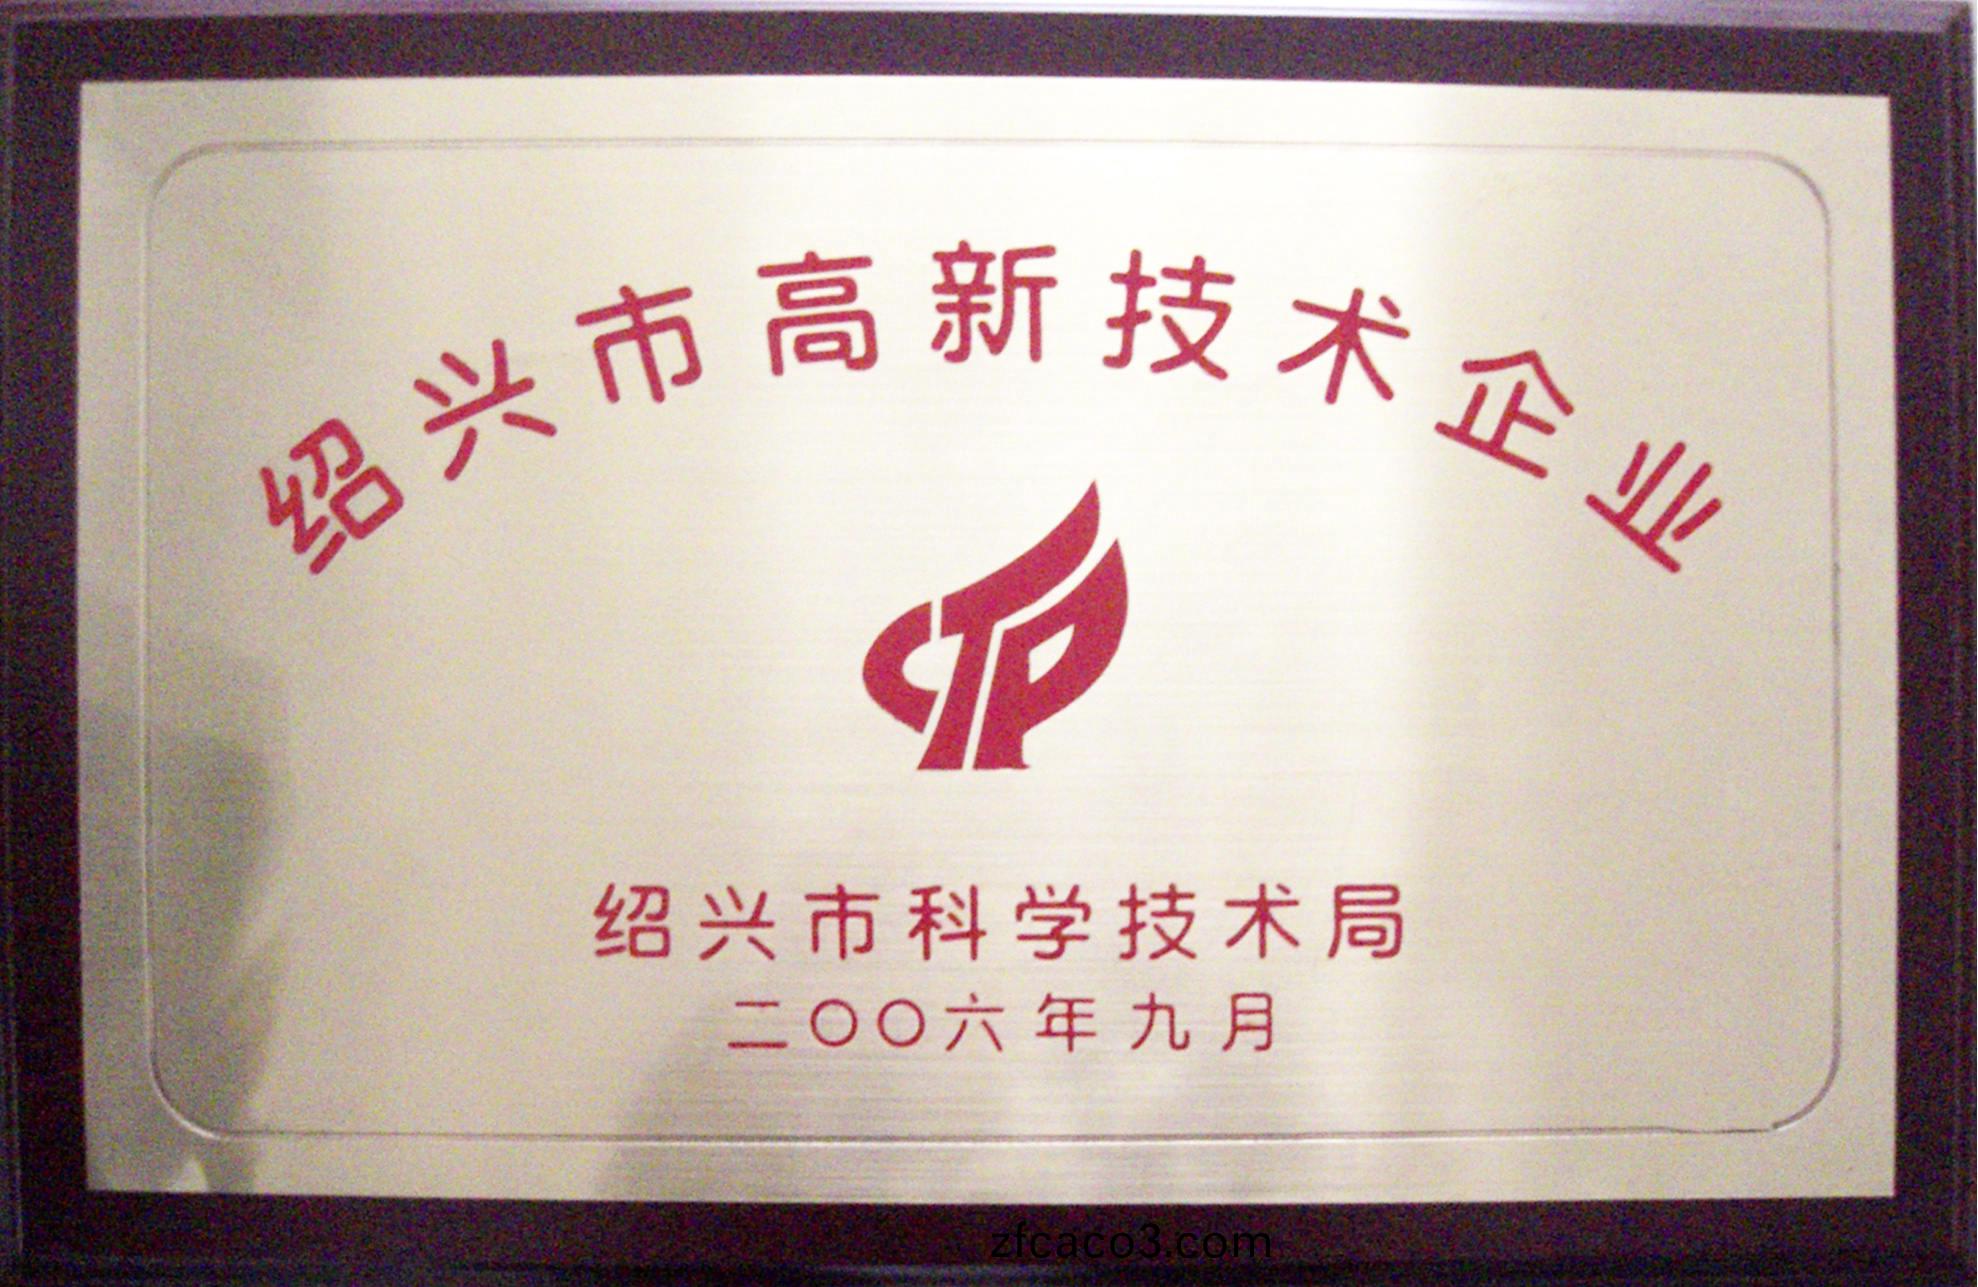 绍兴市高新技术企业
绍兴市科学技术局
二〇〇六年九月
zfcaco3.com